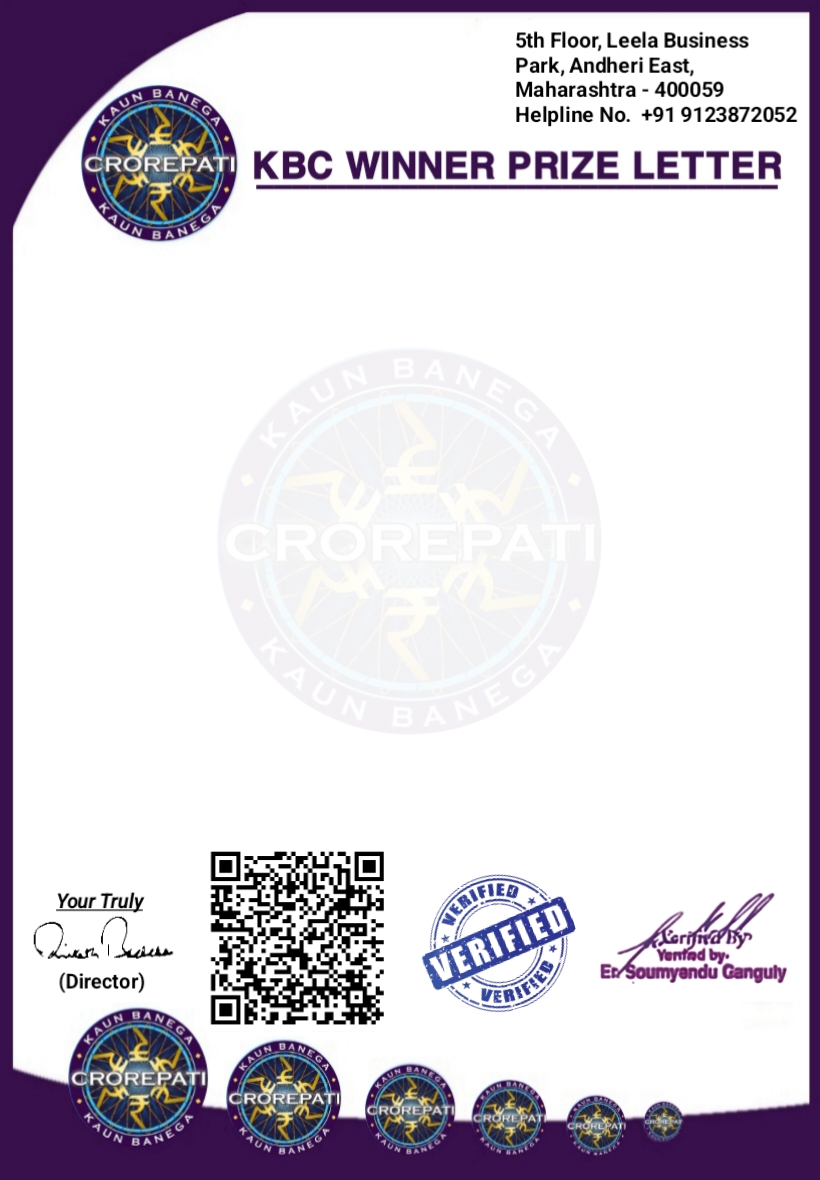 5th Floor, Leela Business
Park, Andheri East,
Maharashtra - 400059
Helpline No. +91 9123872052
KAUN BANEGA
CROREPATI
KAUN BANEGA
KBC WINNER PRIZE LETTER
KAUN BANEGA
CROREPATI
KAUN BANEGA
Your Truly
(Director)
VERIFIED
VERIFIED
VERIFIED
Verified By
Verified by.
Er. Soumyendu Ganguly
KAUN BANEGA
CROREPATI
KAUN BANEGA
KAUN BANEGA
CROREPATI
KAUN BANEGA
KAUN BANEGA
CROREPATI
KAUN BANEGA
KAUN BANEGA
CROREPATI
KAUN BANEGA
CROREPATI
CROREPATI